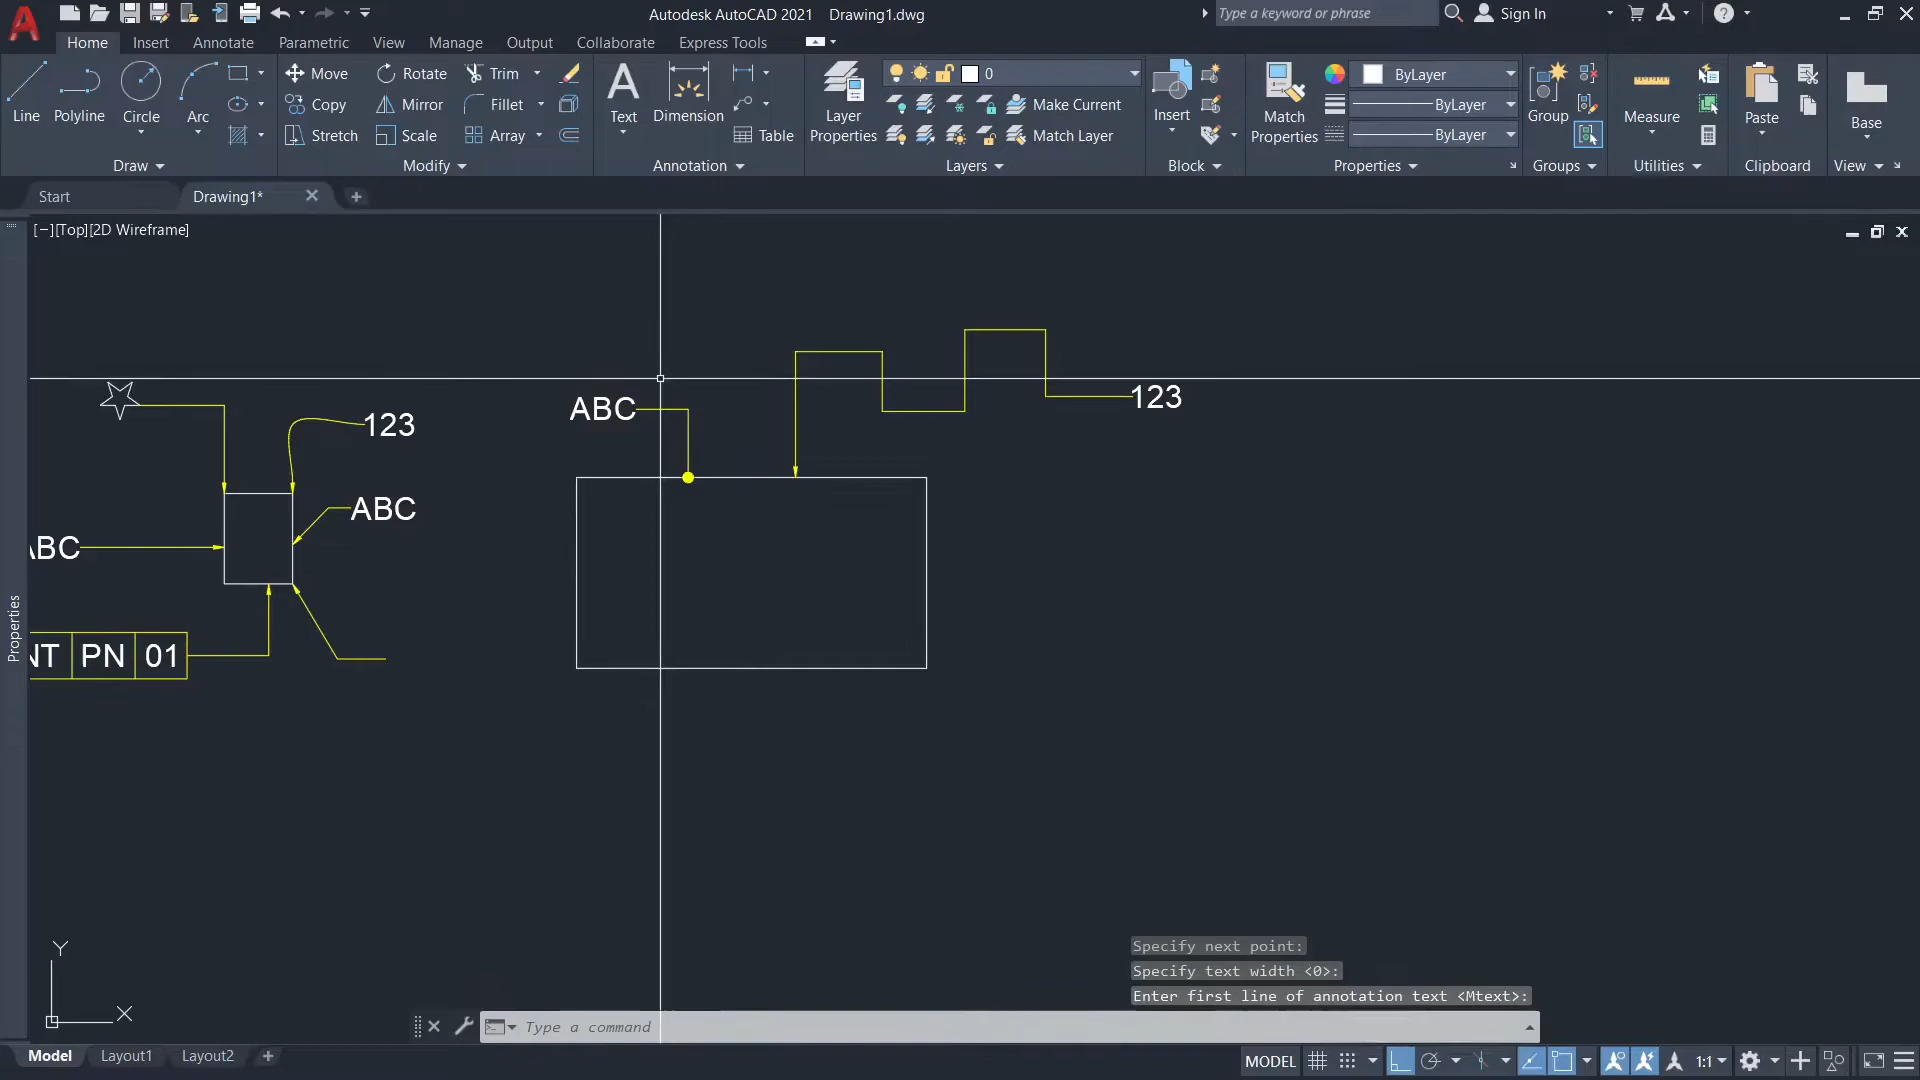 Autodesk AutoCAD 2021 Drawing1.dwg
Type a keyword or phrase
Sign In
Home Insert Annotate Parametric View Manage Output Collaborate Express Tools
Line
Polyline
Circle
Arc
Draw
Move Rotate Trim
Copy Mirror Fillet
Stretch Scale Array
Modify
Text
Dimension
Table
Annotation
Layer
Properties
0
Make Current
Match Layer
Layers
Insert
Block
Match
Properties
ByLayer
ByLayer
ByLayer
Properties
Group
Groups
Measure
Utilities
Paste
Clipboard
Base
View
Start Drawing1*
[−][Top][2D Wireframe]
123
ABC
ABC
NT PN 01
ABC
123
Properties
Y
X
Specify next point:
Specify text width <0>:
Enter first line of annotation text <Mtext>:
Type a command
Model Layout1 Layout2
MODEL 1:1